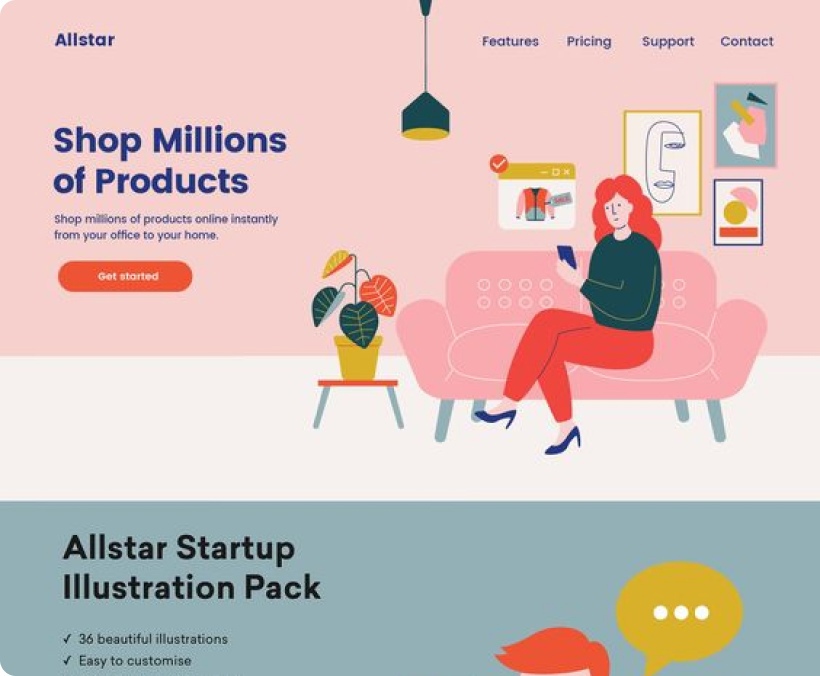 Allstar
Features Pricing Support Contact
Shop Millions
of Products
Shop millions of products online instantly
from your office to your home.
Get started
SALE
Allstar Startup
Illustration Pack
✓ 36 beautiful illustrations
✓ Easy to customise